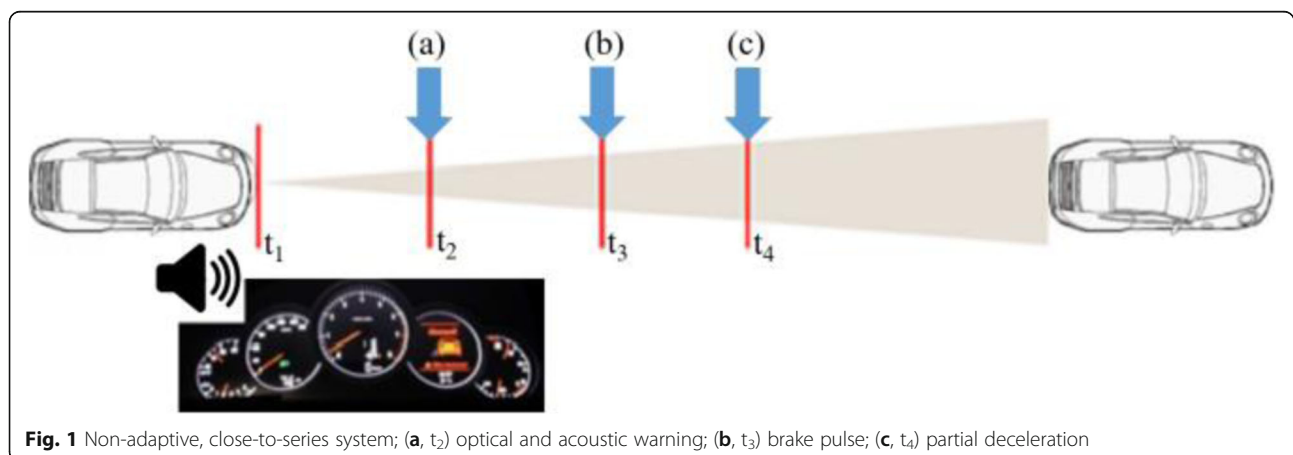 (a) (b) (c)
t₁ t₂ t₃ t₄
Fig. 1 Non-adaptive, close-to-series system; (a, t₂) optical and acoustic warning; (b, t₃) brake pulse; (c, t₄) partial deceleration